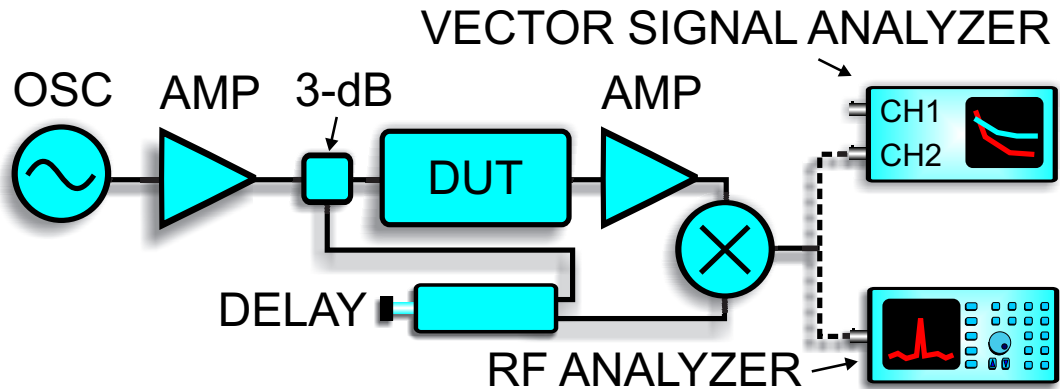 VECTOR SIGNAL ANALYZER
OSC
AMP
3-dB
AMP
CH1
CH2
DUT
DELAY
RF ANALYZER